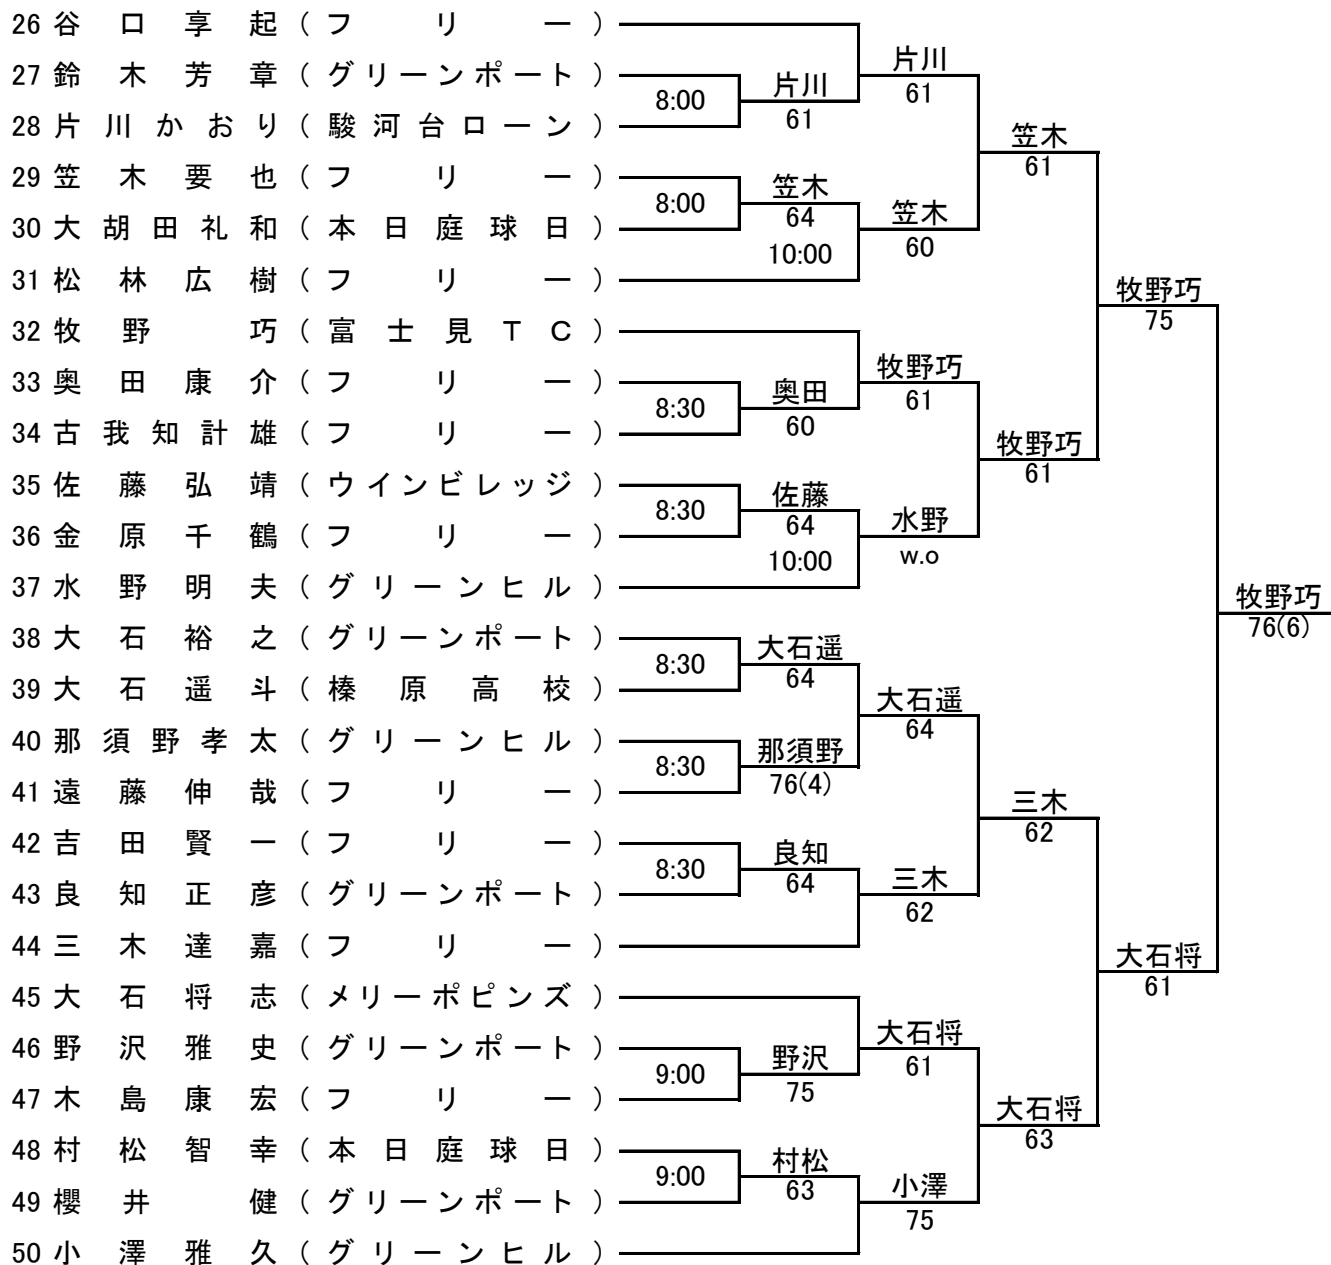 26 谷口享起 (フリー)
27 鈴木芳章 (グリーンポート)
28 片川かおり (駿河台ローン)
29 笠木要也 (フリー)
30 大胡田礼和 (本日庭球日)
31 松林広樹 (フリー)
32 牧野巧 (富士見TC)
33 奥田康介 (フリー)
34 古我知計雄 (フリー)
35 佐藤弘靖 (ウインビレッジ)
36 金原千鶴 (フリー)
37 水野明夫 (グリーンヒル)
38 大石裕之 (グリーンポート)
39 大石遥斗 (榛原高校)
40 那須野孝太 (グリーンヒル)
41 遠藤伸哉 (フリー)
42 吉田賢一 (フリー)
43 良知正彦 (グリーンポート)
44 三木達嘉 (フリー)
45 大石将志 (メリーポピンズ)
46 野沢雅史 (グリーンポート)
47 木島康宏 (フリー)
48 村松智幸 (本日庭球日)
49 櫻井健 (グリーンポート)
50 小澤雅久 (グリーンヒル)
8:00
8:00
8:30
8:30
8:30
8:30
8:30
9:00
9:00
片川
61
笠木
64
10:00
奥田
60
佐藤
64
10:00
大石遥
64
那須野
76(4)
良知
64
野沢
75
村松
63
片川
61
笠木
60
牧野巧
61
水野
w.o
大石遥
64
三木
62
大石将
61
小澤
75
笠木
61
牧野巧
61
三木
62
大石将
63
牧野巧
75
大石将
61
牧野巧
76(6)